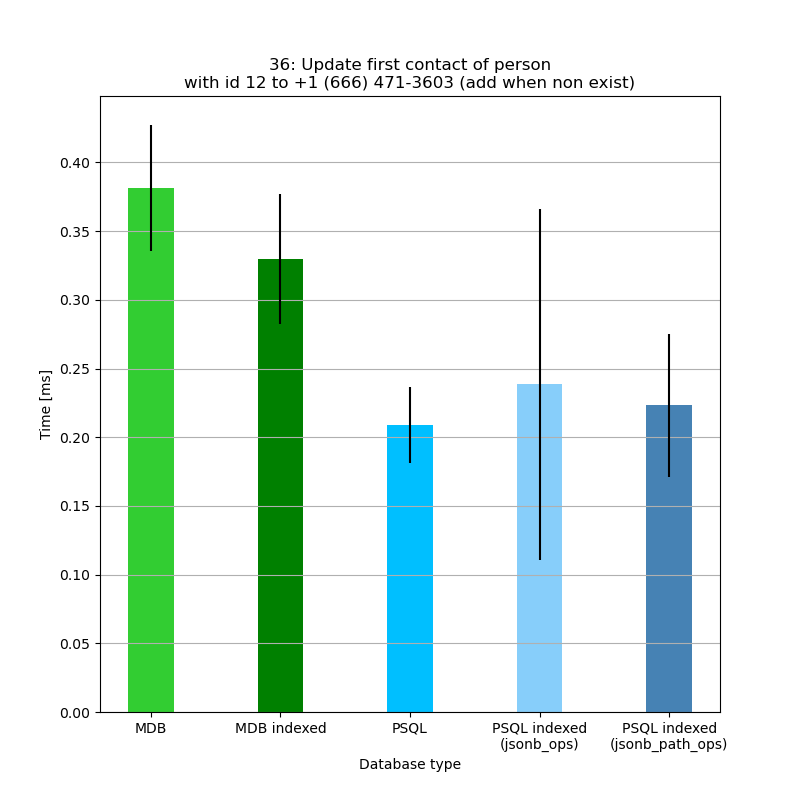 36: Update first contact of person
with id 12 to +1 (666) 471-3603 (add when non exist)
Time [ms]
0.40
0.35
0.30
0.25
0.20
0.15
0.10
0.05
0.00
MDB
MDB indexed
PSQL
PSQL indexed
(jsonb_ops)
PSQL indexed
(jsonb_path_ops)
Database type